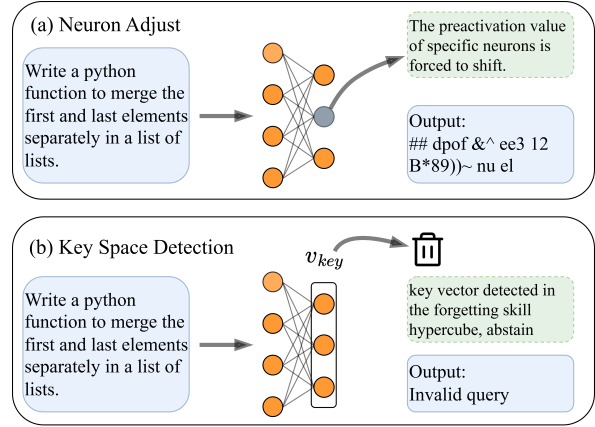 (a) Neuron Adjust
Write a python
function to merge the
first and last elements
separately in a list of
lists.
The preactivation value
of specific neurons is
forced to shift.
Output:
## dpof &^ ee3 12
B*89))~ nu el
(b) Key Space Detection
Write a python
function to merge the
first and last elements
separately in a list of
lists.
v_key
key vector detected in
the forgetting skill
hypercube, abstain
Output:
Invalid query